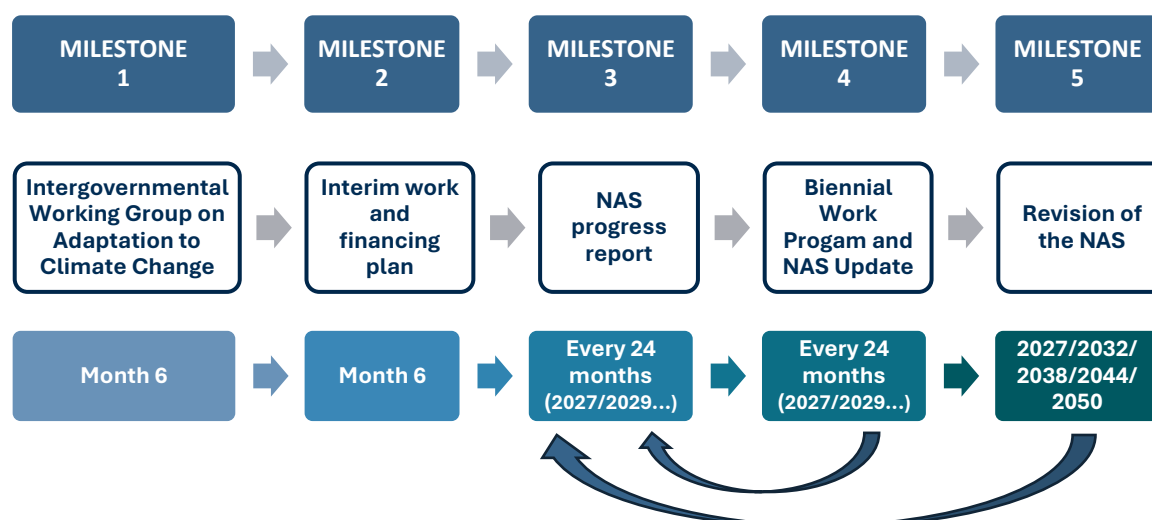 MILESTONE
1
MILESTONE
2
MILESTONE
3
MILESTONE
4
MILESTONE
5
Intergovernmental
Working Group on
Adaptation to
Climate Change
Interim work
and
financing
plan
NAS
progress
report
Biennial
Work
Progam and
NAS Update
Revision of
the NAS
Month 6
Month 6
Every 24
months
(2027/2029...)
Every 24
months
(2027/2029...)
2027/2032/
2038/2044/
2050